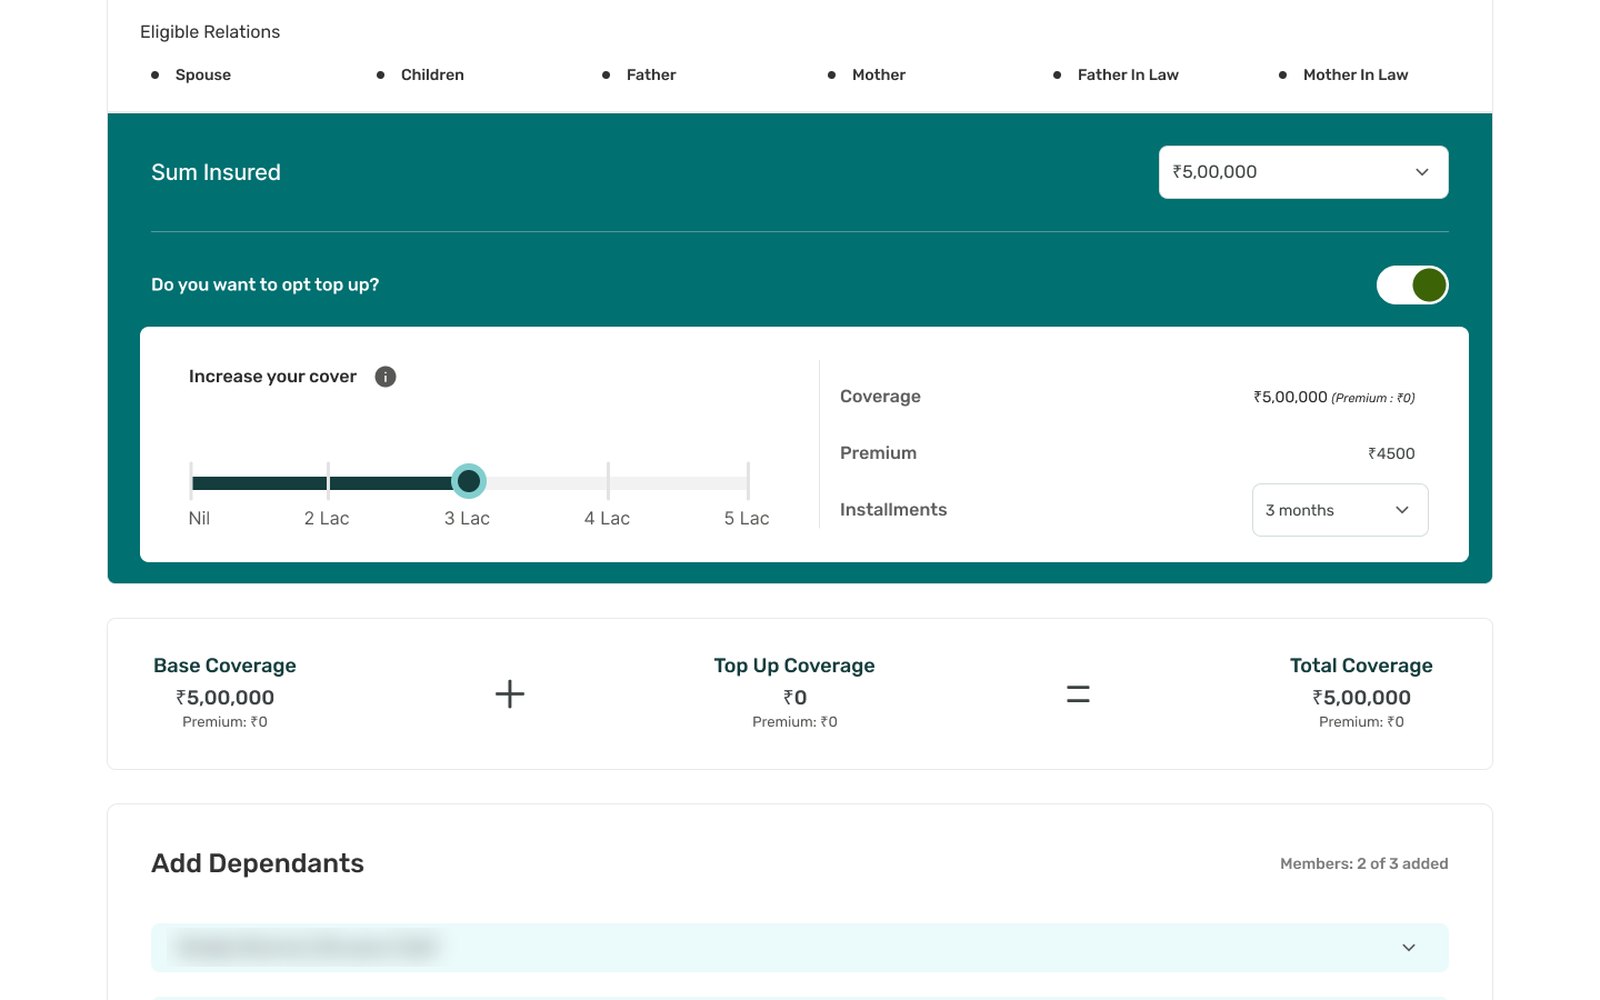 Eligible Relations
Spouse
Children
Father
Mother
Father In Law
Mother In Law
Sum Insured
₹5,00,000
Do you want to opt top up?
Increase your cover
Nil
2 Lac
3 Lac
4 Lac
5 Lac
Coverage
₹5,00,000 (Premium : ₹0)
Premium
₹4500
Installments
3 months
Base Coverage
₹5,00,000
Premium: ₹0
+
Top Up Coverage
₹0
Premium: ₹0
=
Total Coverage
₹5,00,000
Premium: ₹0
Add Dependants
Members: 2 of 3 added